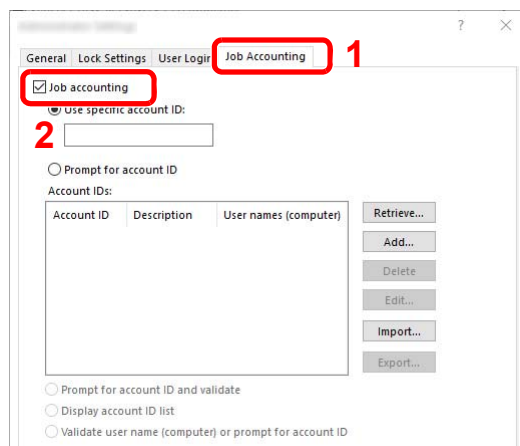 ? ×
General Lock Settings User Login Job Accounting 1
Job accounting
Use specific account ID:
2
Prompt for account ID
Account IDs:
Account ID Description User names (computer) Retrieve...
Add...
Delete
Edit...
Import...
Export...
Prompt for account ID and validate
Display account ID list
Validate user name (computer) or prompt for account ID